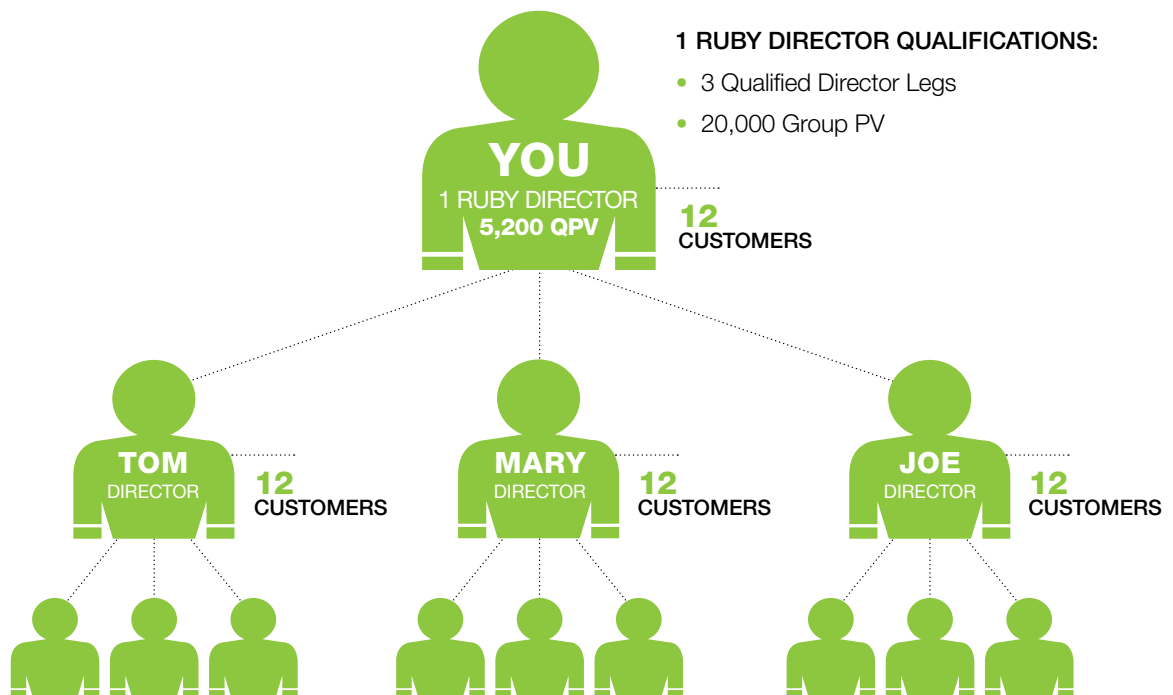 1 RUBY DIRECTOR QUALIFICATIONS:
• 3 Qualified Director Legs
• 20,000 Group PV
YOU
1 RUBY DIRECTOR
5,200 QPV
12
CUSTOMERS
TOM
DIRECTOR
12
CUSTOMERS
MARY
DIRECTOR
12
CUSTOMERS
JOE
DIRECTOR
12
CUSTOMERS